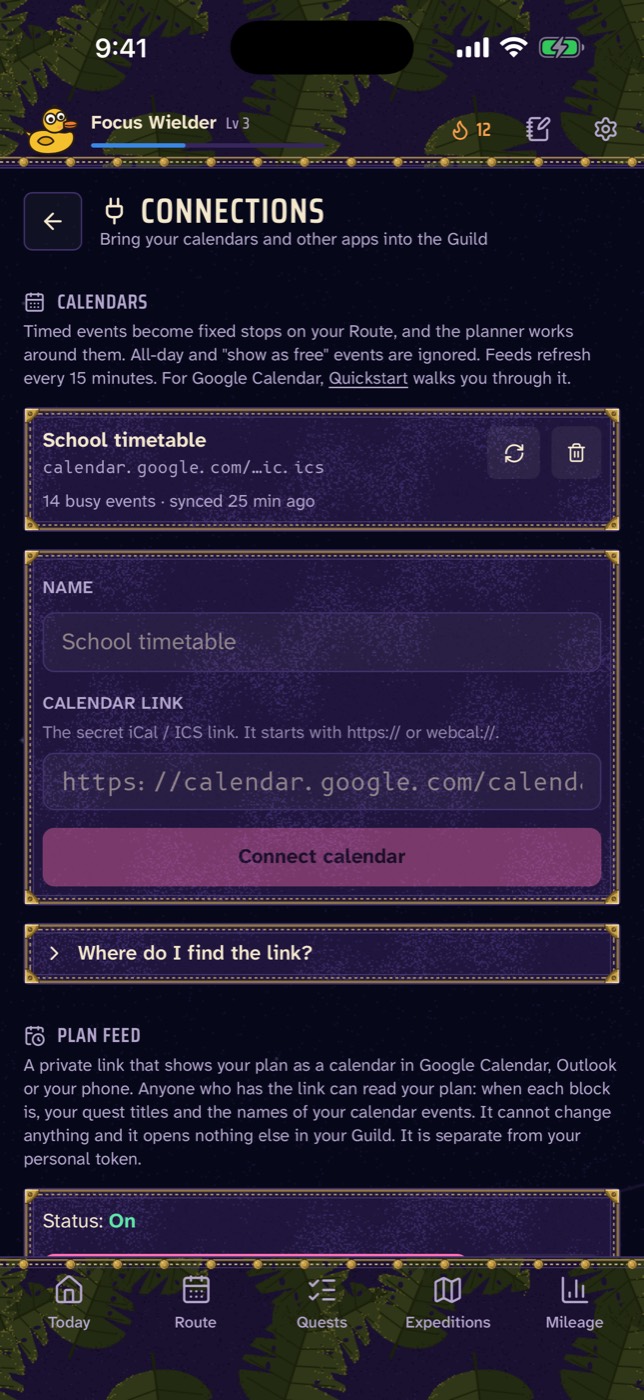 9:41
Focus Wielder Lv 3
12
CONNECTIONS
Bring your calendars and other apps into the Guild
CALENDARS
Timed events become fixed stops on your Route, and the planner works
around them. All-day and "show as free" events are ignored. Feeds refresh
every 15 minutes. For Google Calendar, Quickstart walks you through it.
School timetable
calendar.google.com/…ic.ics
14 busy events · synced 25 min ago
NAME
School timetable
CALENDAR LINK
The secret iCal / ICS link. It starts with https:// or webcal://.
https://calendar.google.com/calend
Connect calendar
Where do I find the link?
PLAN FEED
A private link that shows your plan as a calendar in Google Calendar, Outlook
or your phone. Anyone who has the link can read your plan: when each block
is, your quest titles and the names of your calendar events. It cannot change
anything and it opens nothing else in your Guild. It is separate from your
personal token.
Status: On
Today
Route
Quests
Expeditions
Mileage